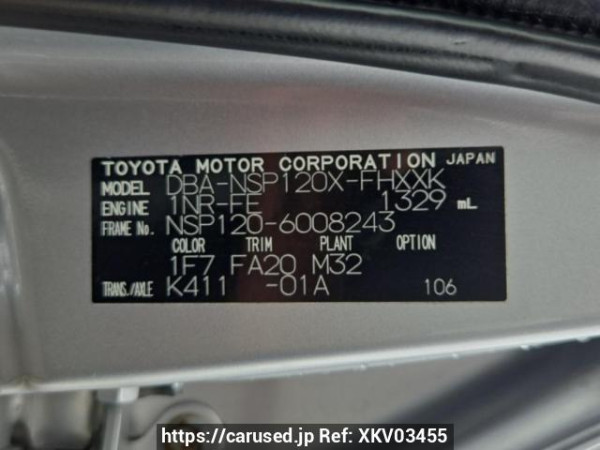 TOYOTA MOTOR CORPORATION JAPAN
MODEL DBA-NSP120X-FHXXK
ENGINE 1NR-FE 1329 mL
FRAME No. NSP120-6008243
COLOR TRIM PLANT OPTION
1F7 FA20 M32
TRANS./AXLE K411 -01A 106
https://carused.jp Ref: XKV03455